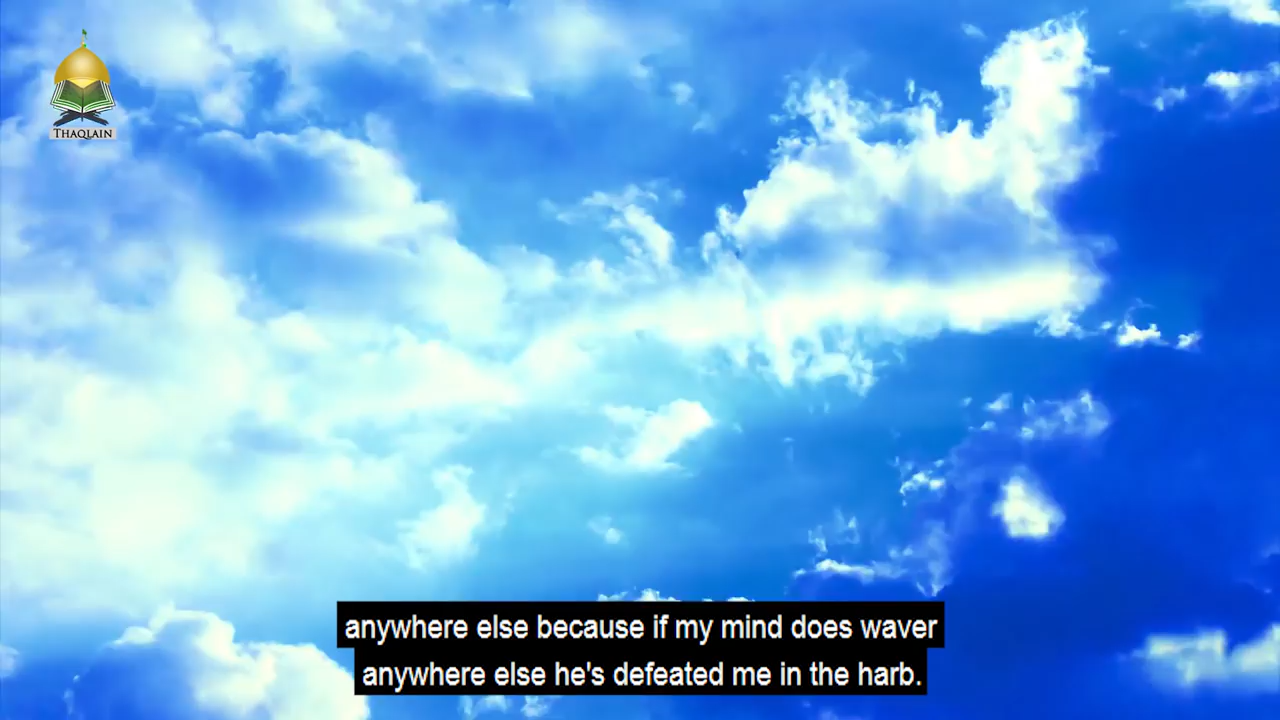 THAQLAIN
anywhere else because if my mind does waver
anywhere else he's defeated me in the harb.